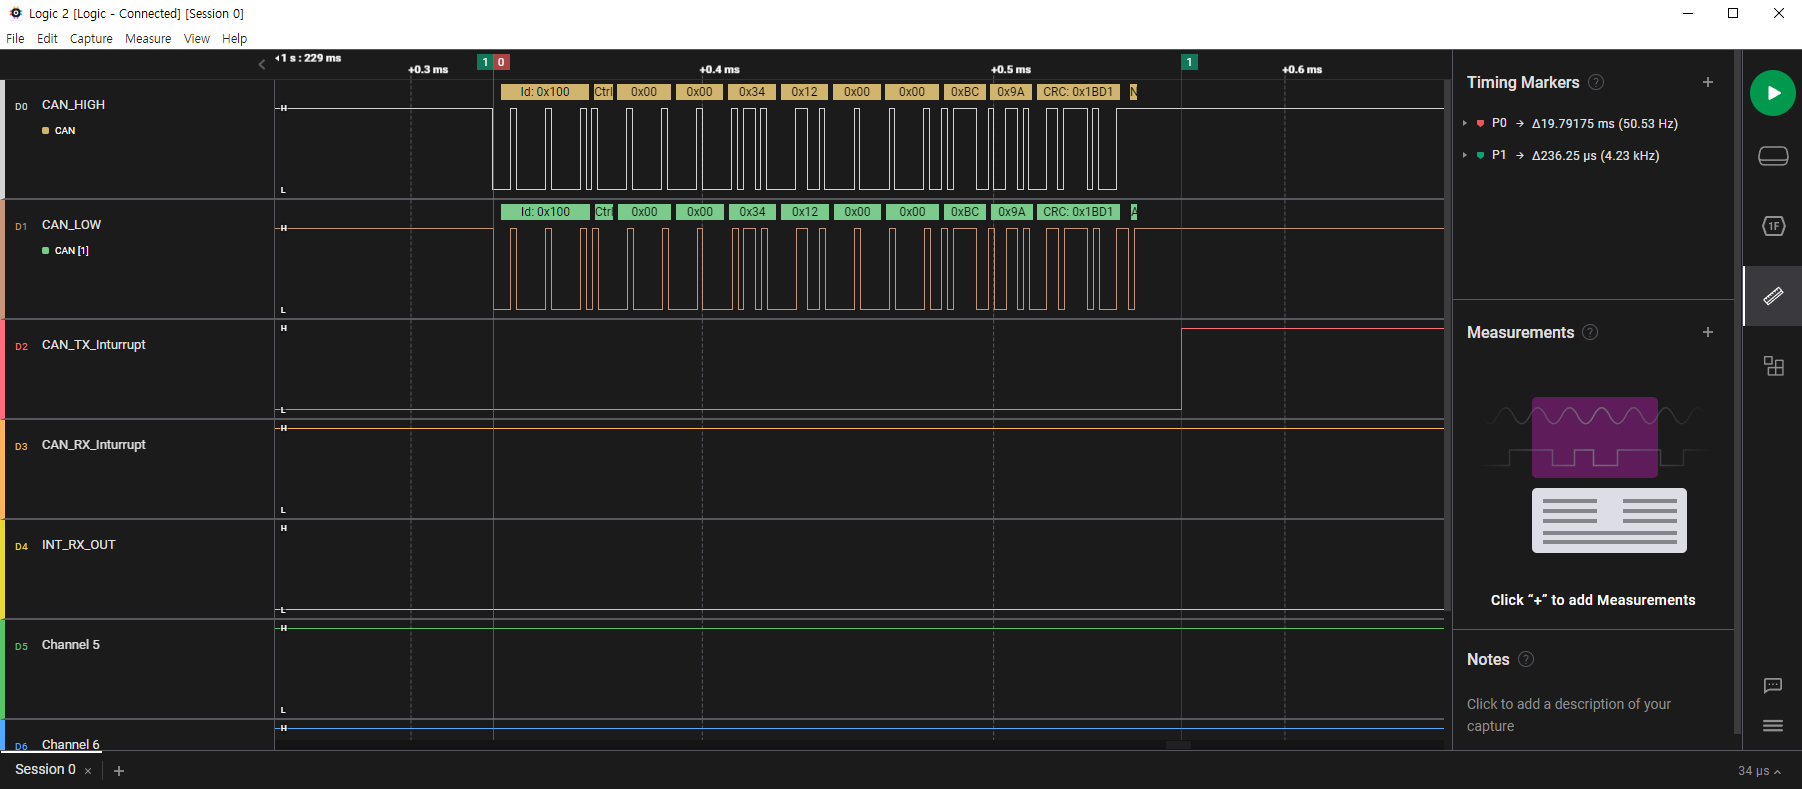 Logic 2 [Logic - Connected] [Session 0]
File Edit Capture Measure View Help
1 s : 229 ms
+0.3 ms +0.4 ms +0.5 ms +0.6 ms
1 0 1
D0 CAN_HIGH
CAN
H
L
Id: 0x100 Ctrl 0x00 0x00 0x34 0x12 0x00 0x00 0xBC 0x9A CRC: 0x1BD1 N
D1 CAN_LOW
CAN [1]
H
L
Id: 0x100 Ctrl 0x00 0x00 0x34 0x12 0x00 0x00 0xBC 0x9A CRC: 0x1BD1 A
D2 CAN_TX_Inturrupt
H
L
D3 CAN_RX_Inturrupt
H
L
D4 INT_RX_OUT
H
L
D5 Channel 5
H
L
D6 Channel 6
H
Timing Markers ? +
P0 → Δ19.79175 ms (50.53 Hz)
P1 → Δ236.25 µs (4.23 kHz)
Measurements ? +
Click “+” to add Measurements
Notes ?
Click to add a description of your
capture
1F
Session 0 × +
34 µs